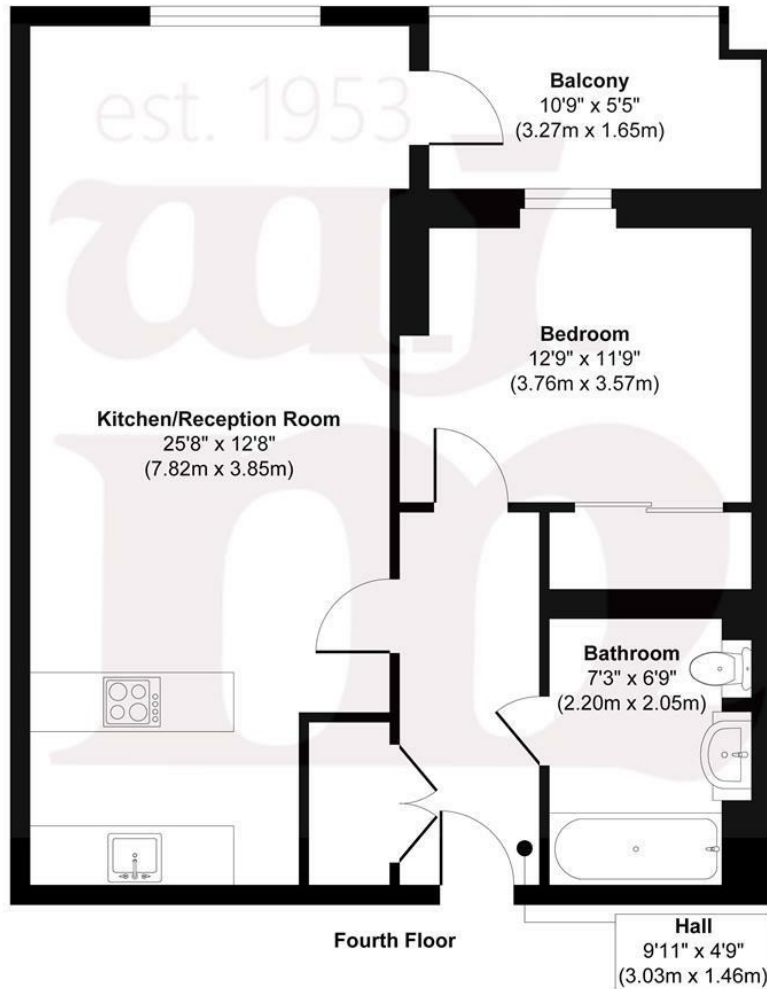 est. 1953
wj
m
Balcony
10'9" x 5'5"
(3.27m x 1.65m)
Bedroom
12'9" x 11'9"
(3.76m x 3.57m)
Kitchen/Reception Room
25'8" x 12'8"
(7.82m x 3.85m)
Bathroom
7'3" x 6'9"
(2.20m x 2.05m)
Fourth Floor
Hall
9'11" x 4'9"
(3.03m x 1.46m)